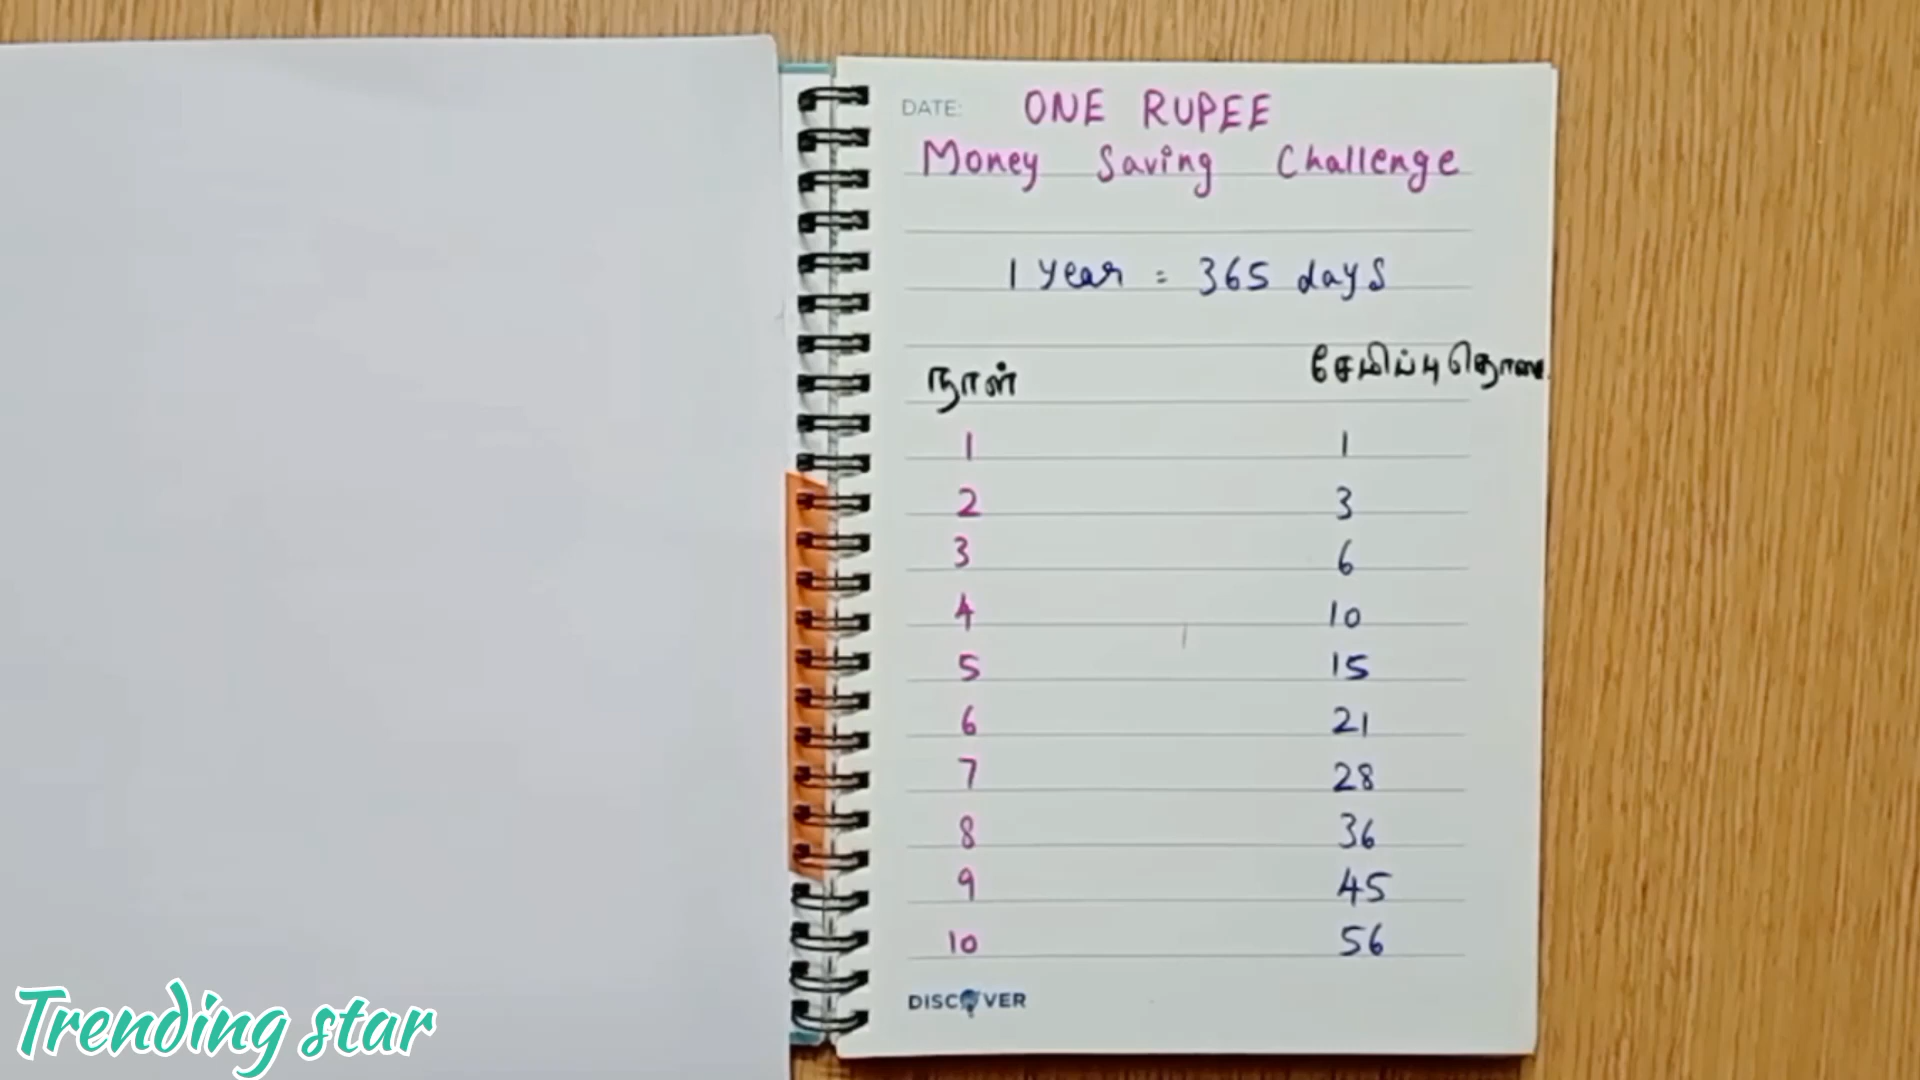 DATE: ONE RUPEE
Money Saving Challenge
1 year = 365 days
நாள் சேமிப்பு
1 1
2 3
3 6
4 10
5 15
6 21
7 28
8 36
9 45
10 56
DISCOVER
Trending star